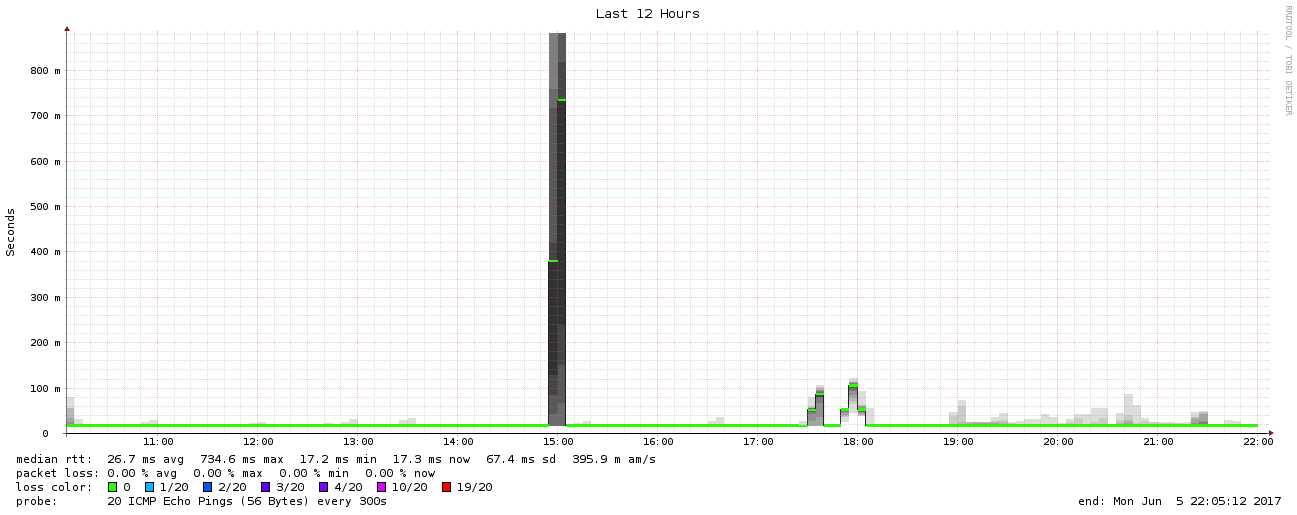 Last 12 Hours
RRDTOOL / TOBI OETIKER
Seconds
800 m
700 m
600 m
500 m
400 m
300 m
200 m
100 m
0
11:00 12:00 13:00 14:00 15:00 16:00 17:00 18:00 19:00 20:00 21:00 22:00
median rtt: 26.7 ms avg 734.6 ms max 17.2 ms min 17.3 ms now 67.4 ms sd 395.9 m am/s
packet loss: 0.00 % avg 0.00 % max 0.00 % min 0.00 % now
loss color: 0 1/20 2/20 3/20 4/20 10/20 19/20
probe: 20 ICMP Echo Pings (56 Bytes) every 300s end: Mon Jun 5 22:05:12 2017